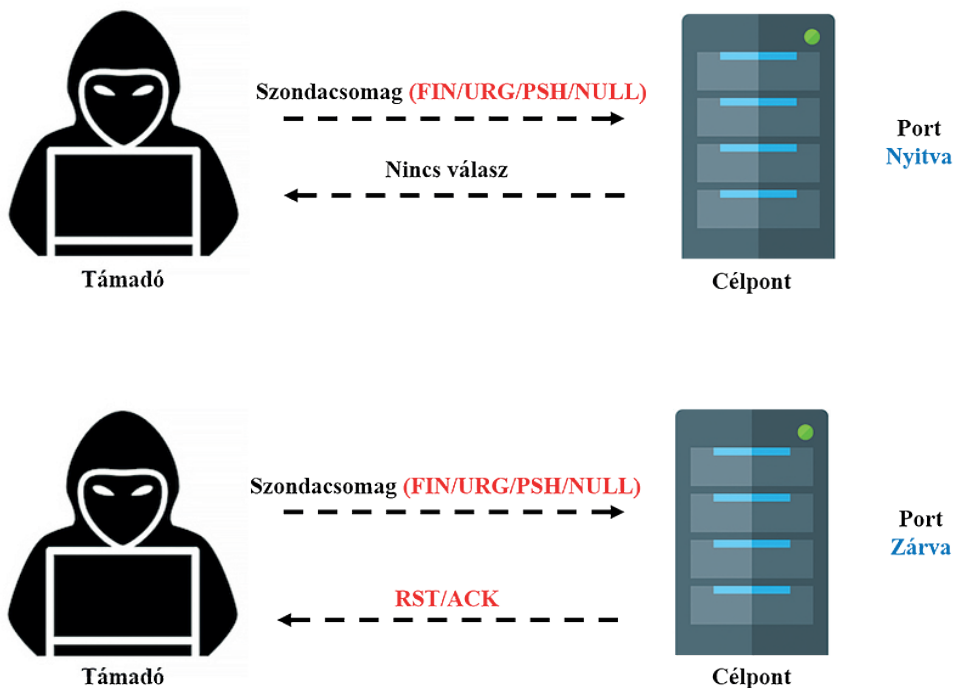 Szondacsomag (FIN/URG/PSH/NULL)
Nincs válasz
Port
Nyitva
Támadó
Célpont
Szondacsomag (FIN/URG/PSH/NULL)
RST/ACK
Port
Zárva
Támadó
Célpont